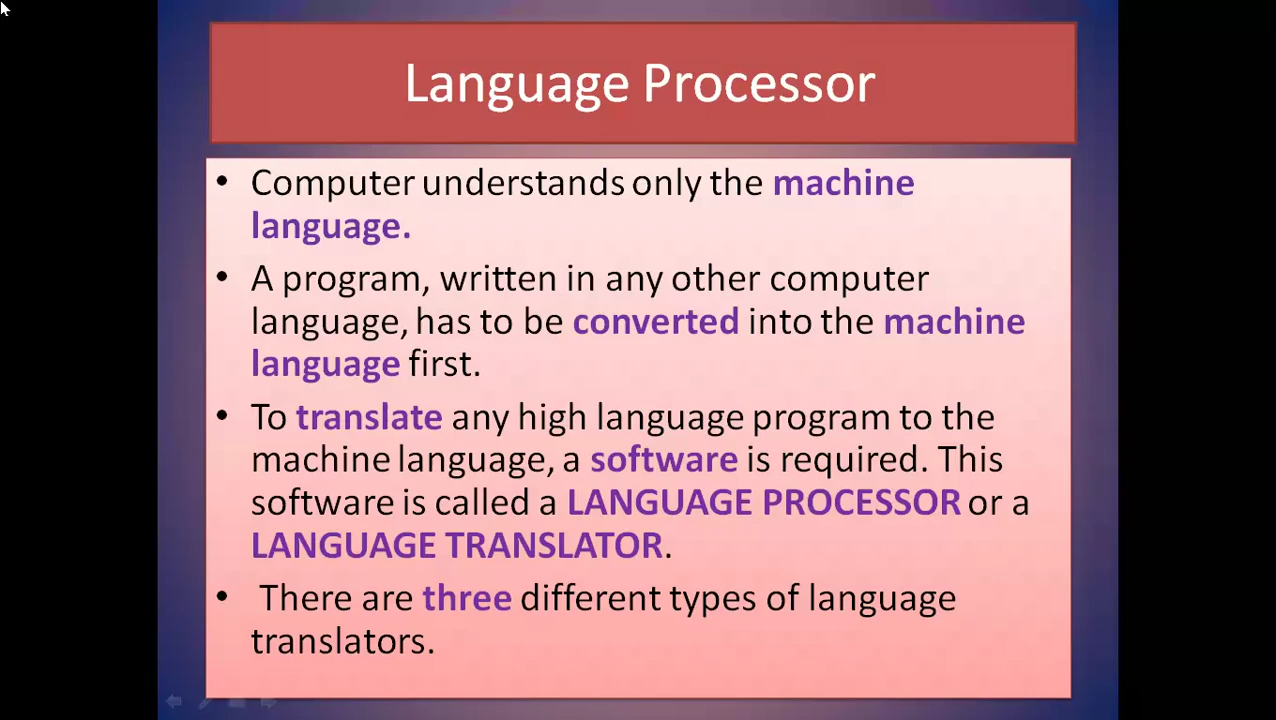 Language Processor
• Computer understands only the machine
language.
• A program, written in any other computer
language, has to be converted into the machine
language first.
• To translate any high language program to the
machine language, a software is required. This
software is called a LANGUAGE PROCESSOR or a
LANGUAGE TRANSLATOR.
• There are three different types of language
translators.